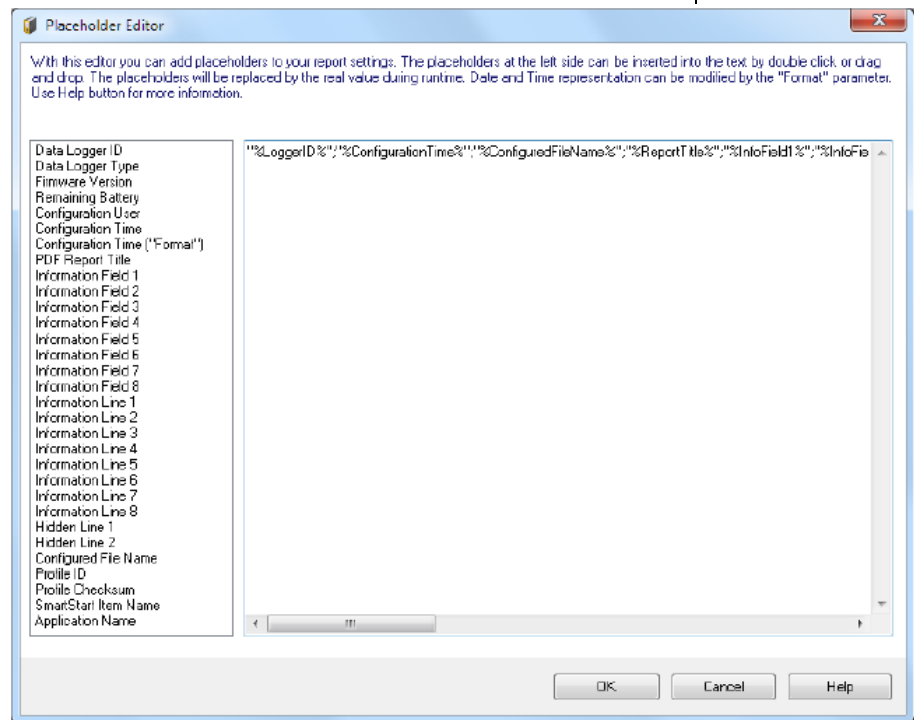 Placeholder Editor
With this editor you can add placeholders to your report settings. The placeholders at the left side can be inserted into the text by double click or drag
and drop. The placeholders will be replaced by the real value during runtime. Date and Time representation can be modified by the "Format" parameter.
Use Help button for more information.
Data Logger ID
Data Logger Type
Firmware Version
Remaining Battery
Configuration User
Configuration Time
Configuration Time ("Format")
PDF Report Title
Information Field 1
Information Field 2
Information Field 3
Information Field 4
Information Field 5
Information Field 6
Information Field 7
Information Field 8
Information Line 1
Information Line 2
Information Line 3
Information Line 4
Information Line 5
Information Line 6
Information Line 7
Information Line 8
Hidden Line 1
Hidden Line 2
Configured File Name
Profile ID
Profile Checksum
SmartStart Item Name
Application Name
"%LoggerID%";"%ConfigurationTime%";"%ConfiguredFileName%";"%ReportTitle%";"%InfoField1%";"%InfoFie
OK
Cancel
Help